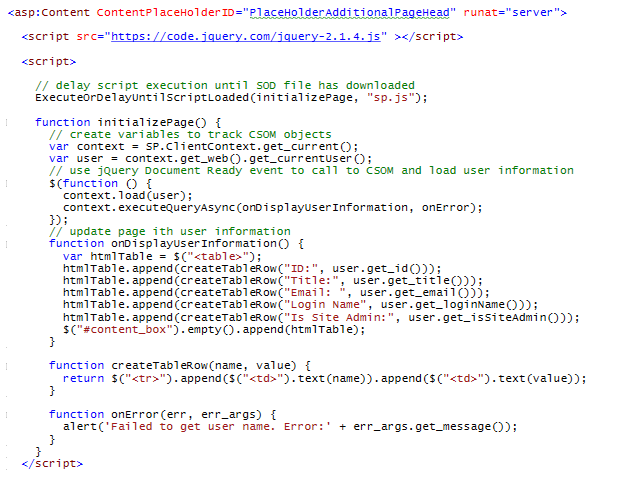 <asp:Content ContentPlaceHolderID="PlaceHolderAdditionalPageHead" runat="server">
<script src="https://code.jquery.com/jquery-2.1.4.js" ></script>
<script>
// delay script execution until SOD file has downloaded
ExecuteOrDelayUntilScriptLoaded(initializePage, "sp.js");
function initializePage() {
// create variables to track CSOM objects
var context = SP.ClientContext.get_current();
var user = context.get_web().get_currentUser();
// use jQuery Document Ready event to call to CSOM and load user information
$(function () {
context.load(user);
context.executeQueryAsync(onDisplayUserInformation, onError);
});
// update page ith user information
function onDisplayUserInformation() {
var htmlTable = $("<table>");
htmlTable.append(createTableRow("ID:", user.get_id()));
htmlTable.append(createTableRow("Title:", user.get_title()));
htmlTable.append(createTableRow("Email: ", user.get_email()));
htmlTable.append(createTableRow("Login Name", user.get_loginName()));
htmlTable.append(createTableRow("Is Site Admin:", user.get_isSiteAdmin()));
$("#content_box").empty().append(htmlTable);
}
function createTableRow(name, value) {
return $("<tr>").append($("<td>").text(name)).append($("<td>").text(value));
}
function onError(err, err_args) {
alert('Failed to get user name. Error:' + err_args.get_message());
}
}
</script>